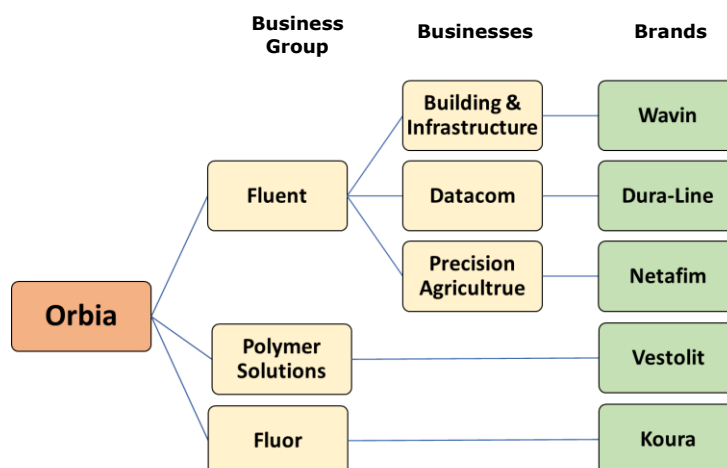 Business
Group
Businesses
Brands
Building &
Infrastructure
Wavin
Fluent
Datacom
Dura-Line
Precision
Agricultrue
Netafim
Orbia
Polymer
Solutions
Vestolit
Fluor
Koura